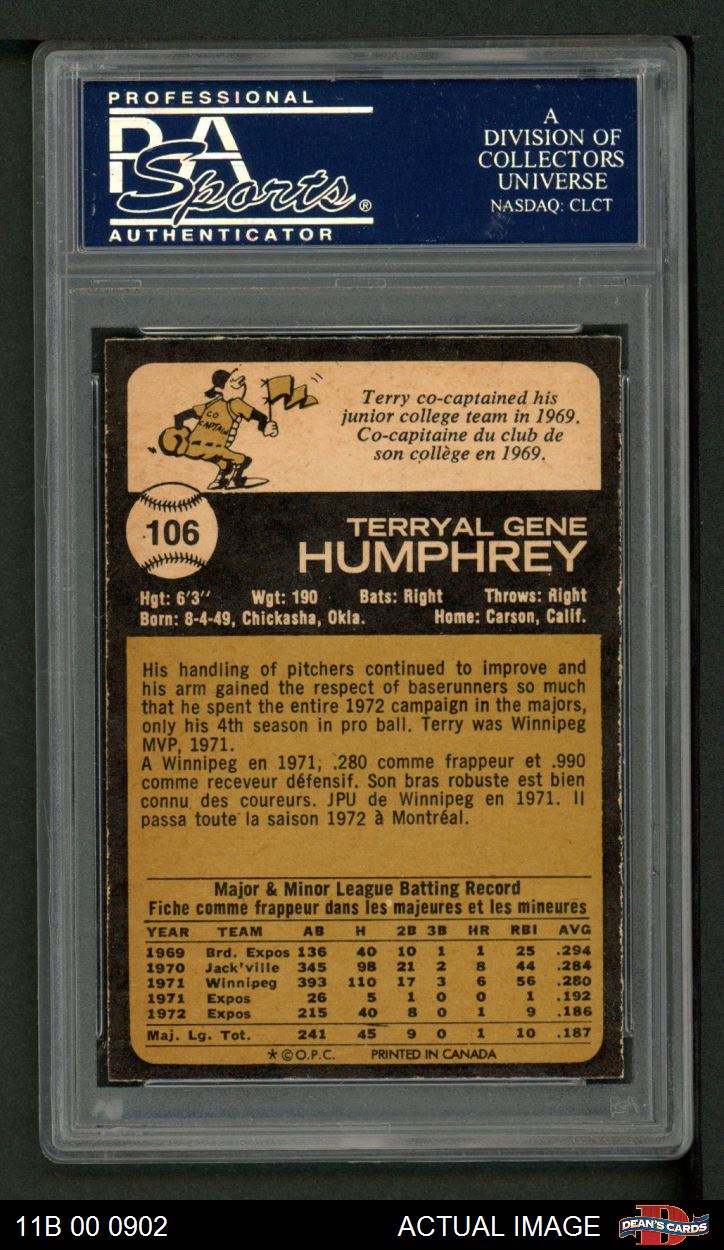 PROFESSIONAL
PSA
Sports®
AUTHENTICATOR
A
DIVISION OF
COLLECTORS
UNIVERSE
NASDAQ: CLCT
CO
CAPTAIN
Terry co-captained his
junior college team in 1969.
Co-capitaine du club de
son collège en 1969.
106
TERRYAL GENE
HUMPHREY
Hgt: 6'3" Wgt: 190 Bats: Right Throws: Right
Born: 8-4-49, Chickasha, Okla. Home: Carson, Calif.
His handling of pitchers continued to improve and
his arm gained the respect of baserunners so much
that he spent the entire 1972 campaign in the majors,
only his 4th season in pro ball. Terry was Winnipeg
MVP, 1971.
A Winnipeg en 1971, .280 comme frappeur et .990
comme receveur défensif. Son bras robuste est bien
connu des coureurs. JPU de Winnipeg en 1971. Il
passa toute la saison 1972 à Montréal.
Major & Minor League Batting Record
Fiche comme frappeur dans les majeures et les mineures
YEAR TEAM AB H 2B 3B HR RBI AVG
1969 Brd. Expos 136 40 10 1 1 25 .294
1970 Jack'ville 345 98 21 2 8 44 .284
1971 Winnipeg 393 110 17 3 6 56 .280
1971 Expos 26 5 1 0 0 1 .192
1972 Expos 215 40 8 0 1 9 .186
Maj. Lg. Tot. 241 45 9 0 1 10 .187
*©O.P.C. PRINTED IN CANADA
11B 00 0902 ACTUAL IMAGE DEAN'S CARDS